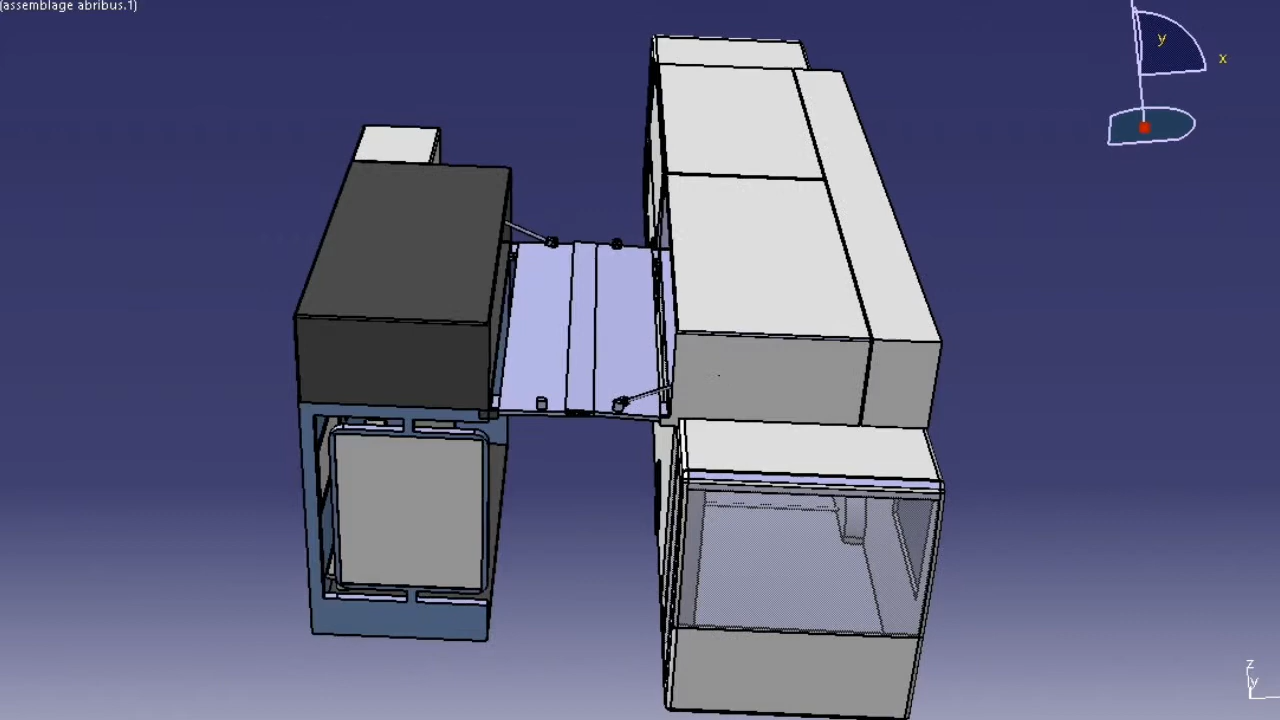 (assemblage abribus.1)
y
x
z
y